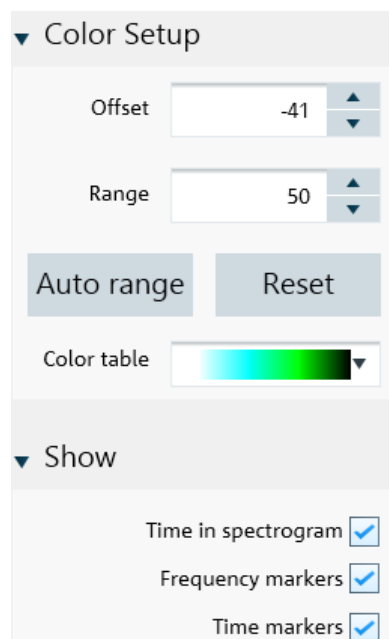 Color Setup
Offset -41
Range 50
Auto range Reset
Color table
Show
Time in spectrogram
Frequency markers
Time markers